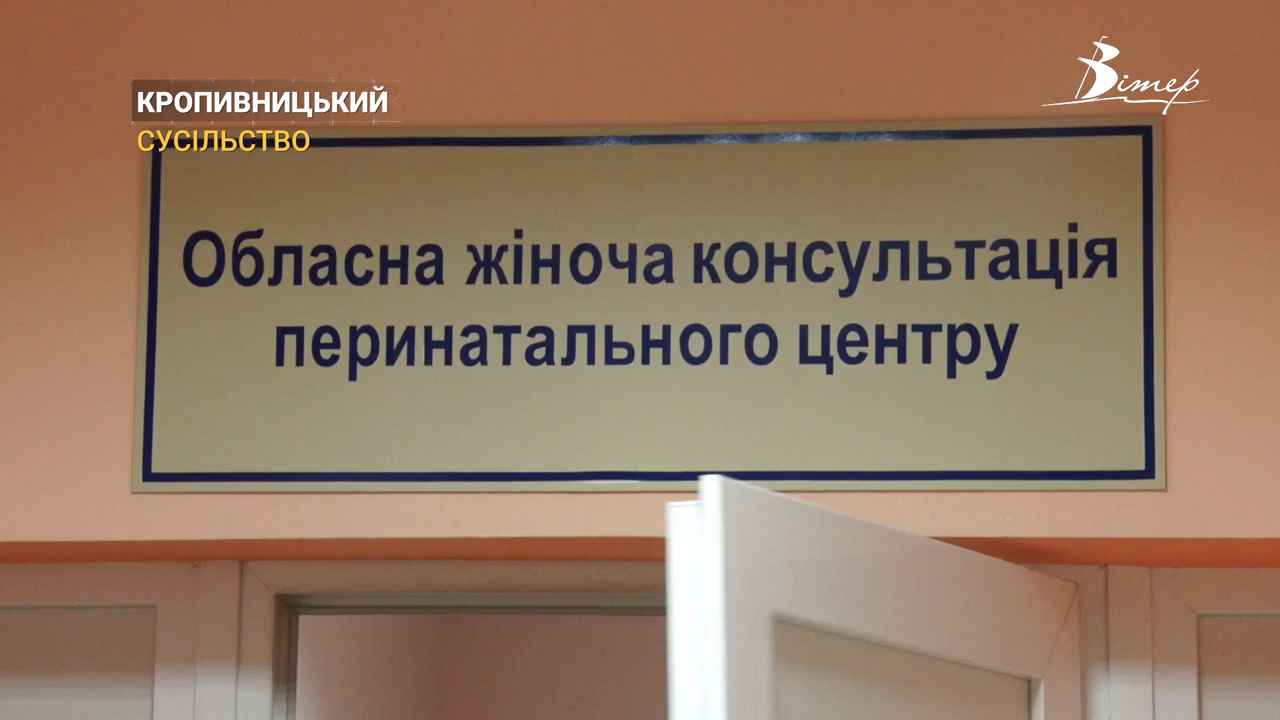 Вітер
КРОПИВНИЦЬКИЙ
СУСІЛЬСТВО
Обласна жіноча консультація
перинатального центру